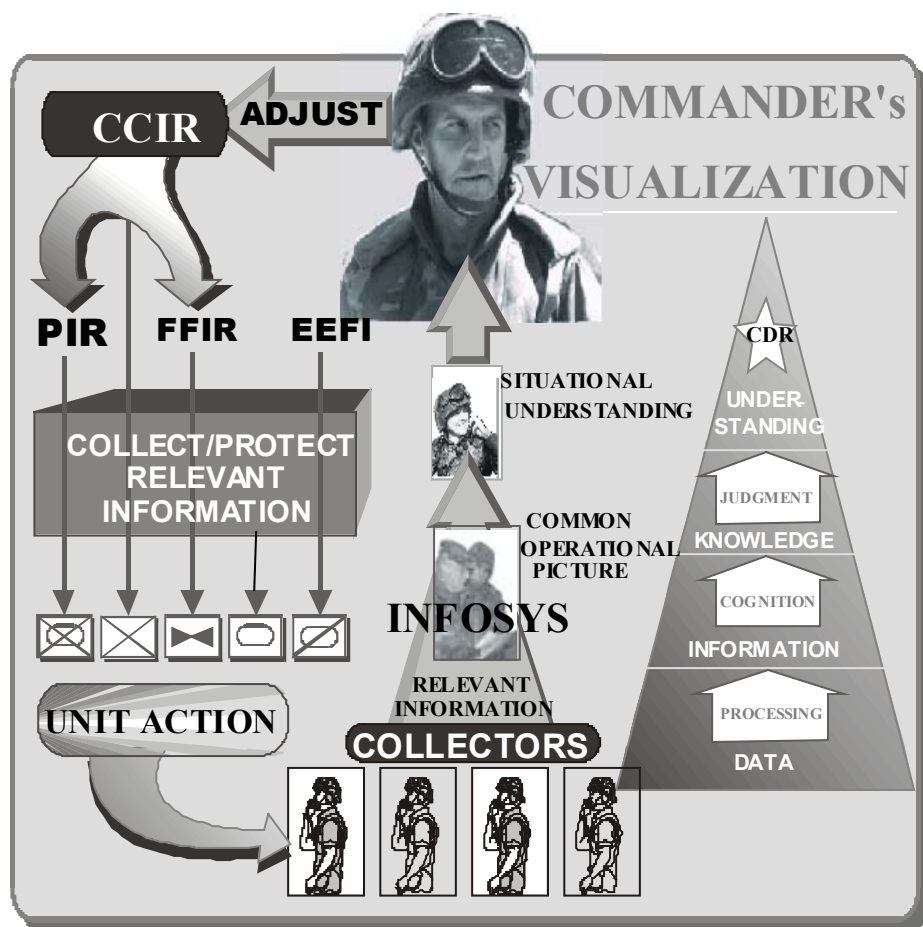 COMMANDER's
VISUALIZATION
CCIR
ADJUST
PIR
FFIR
EEFI
COLLECT/PROTECT
RELEVANT
INFORMATION
UNIT ACTION
SITUATIONAL
UNDERSTANDING
COMMON
OPERATIONAL
PICTURE
INFOSYS
RELEVANT
INFORMATION
COLLECTORS
CDR
UNDER-
STANDING
JUDGMENT
KNOWLEDGE
COGNITION
INFORMATION
PROCESSING
DATA